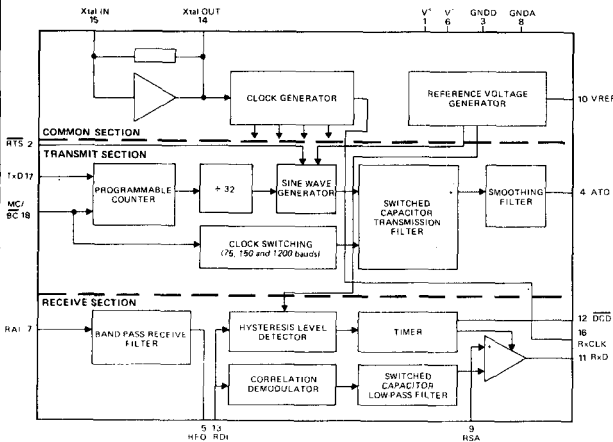 Xtal IN
15
Xtal OUT
14
V+
1
V-
6
GNDD
3
GNDA
8
CLOCK GENERATOR
REFERENCE VOLTAGE
GENERATOR
10 VREF
COMMON SECTION
RTS 2
TRANSMIT SECTION
TxD 17
MC/
BC 18
PROGRAMMABLE
COUNTER
÷ 32
SINE WAVE
GENERATOR
SWITCHED
CAPACITOR
TRANSMISSION
FILTER
SMOOTHING
FILTER
4 ATO
CLOCK SWITCHING
(75, 150 and 1200 bauds)
RECEIVE SECTION
RAI 7
BAND PASS RECEIVE
FILTER
HYSTERESIS LEVEL
DETECTOR
TIMER
12 DCD
16
RxCLK
11 RxD
CORRELATION
DEMODULATOR
SWITCHED
CAPACITOR
LOW PASS FILTER
5
RFO
13
RDI
9
RSA